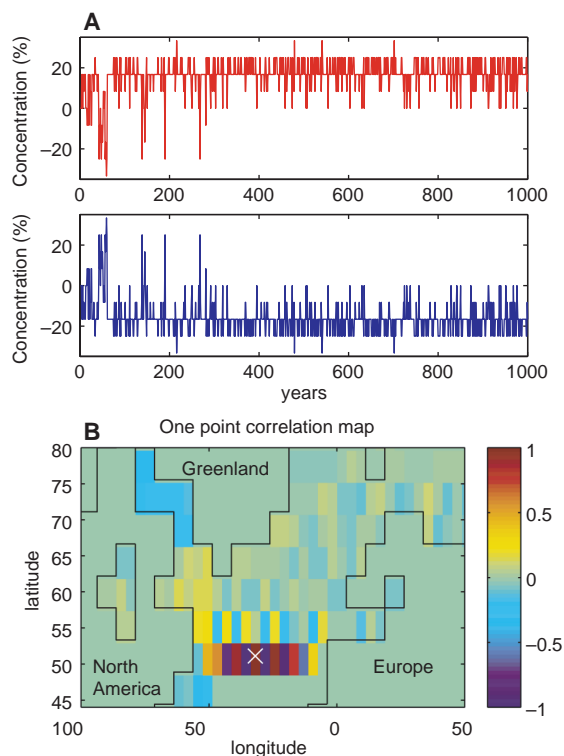 A
Concentration (%)
20
0
−20
0 200 400 600 800 1000
Concentration (%)
20
0
−20
0 200 400 600 800 1000
years
B One point correlation map
80
75
70
65
60
55
50
45
latitude
Greenland
North
America
Europe
100 50 0 50
longitude
1
0.5
0
−0.5
−1